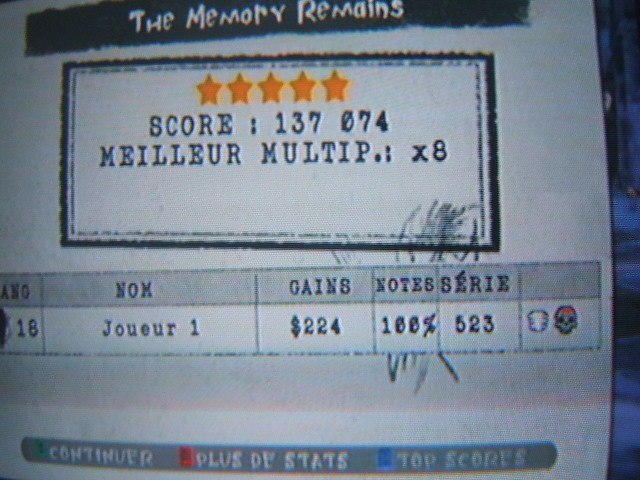 The Memory Remains
SCORE : 137 074
MEILLEUR MULTIP.: x8
ANG NOM GAINS NOTES SÉRIE
18 Joueur 1 $224 100% 523
CONTINUER PLUS DE STATS TOP SCORES